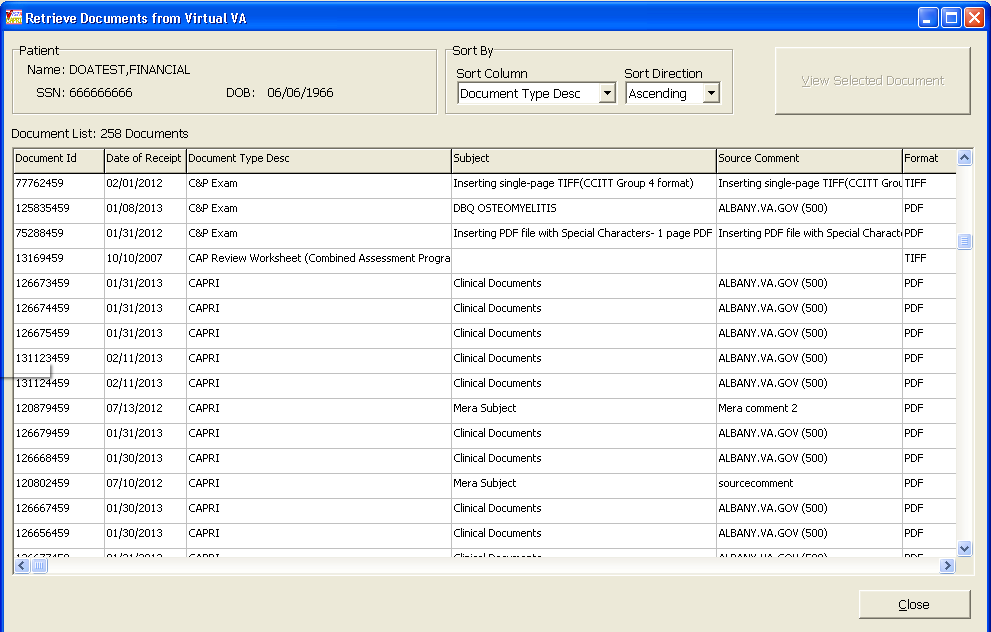 Retrieve Documents from Virtual VA
Patient
Name: DOATEST,FINANCIAL
SSN: 666666666 DOB: 06/06/1966
Sort By
Sort Column Sort Direction
Document Type Desc Ascending
View Selected Document
Document List: 258 Documents
Document Id Date of Receipt Document Type Desc Subject Source Comment Format
77762459 02/01/2012 C&P Exam Inserting single-page TIFF(CCITT Group 4 format) Inserting single-page TIFF(CCITT Grou TIFF
125835459 01/08/2013 C&P Exam DBQ OSTEOMYELITIS ALBANY.VA.GOV (500) PDF
75288459 01/31/2012 C&P Exam Inserting PDF file with Special Characters- 1 page PDF Inserting PDF file with Special Characte PDF
13169459 10/10/2007 CAP Review Worksheet (Combined Assessment Progra TIFF
126673459 01/31/2013 CAPRI Clinical Documents ALBANY.VA.GOV (500) PDF
126674459 01/31/2013 CAPRI Clinical Documents ALBANY.VA.GOV (500) PDF
126675459 01/31/2013 CAPRI Clinical Documents ALBANY.VA.GOV (500) PDF
131123459 02/11/2013 CAPRI Clinical Documents ALBANY.VA.GOV (500) PDF
131124459 02/11/2013 CAPRI Clinical Documents ALBANY.VA.GOV (500) PDF
120879459 07/13/2012 CAPRI Mera Subject Mera comment 2 PDF
126679459 01/31/2013 CAPRI Clinical Documents ALBANY.VA.GOV (500) PDF
126668459 01/30/2013 CAPRI Clinical Documents ALBANY.VA.GOV (500) PDF
120802459 07/10/2012 CAPRI Mera Subject sourcecomment PDF
126667459 01/30/2013 CAPRI Clinical Documents ALBANY.VA.GOV (500) PDF
126656459 01/30/2013 CAPRI Clinical Documents ALBANY.VA.GOV (500) PDF
126677459 01/31/2013 CAPRI Clinical Documents ALBANY.VA.GOV (500) PDF
Close